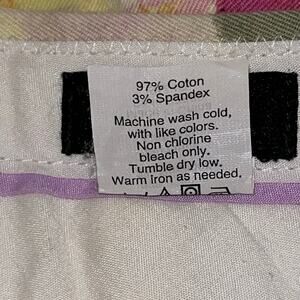 97% Coton
3% Spandex
Machine wash cold,
with like colors.
Non chlorine
bleach only.
Tumble dry low.
Warm iron as needed.